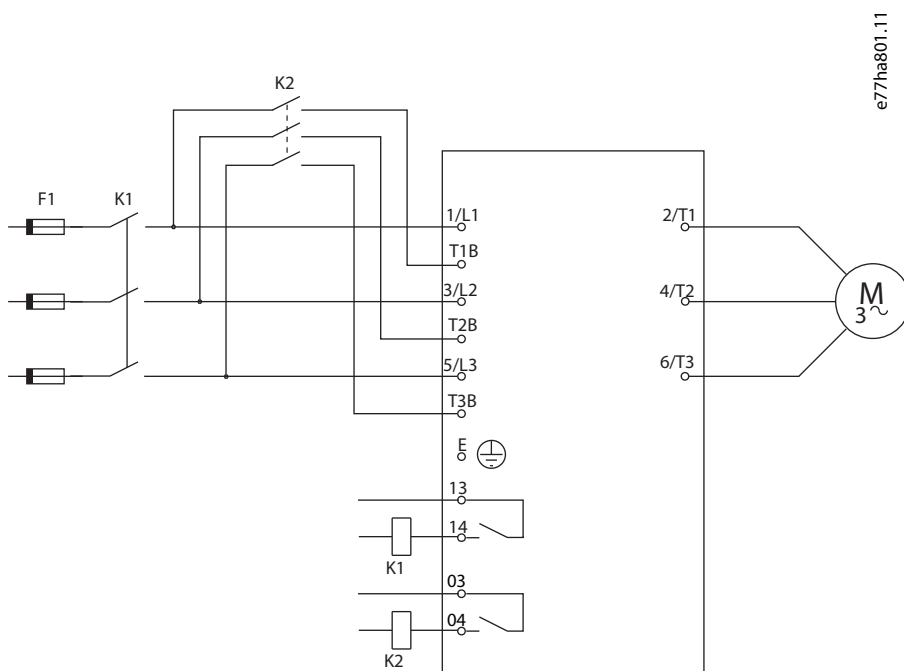 e77ha801.11
K2
F1 K1
1/L1 2/T1
T1B
3/L2 4/T2
M
3~
T2B
5/L3 6/T3
T3B
E
13
14
K1
03
04
K2